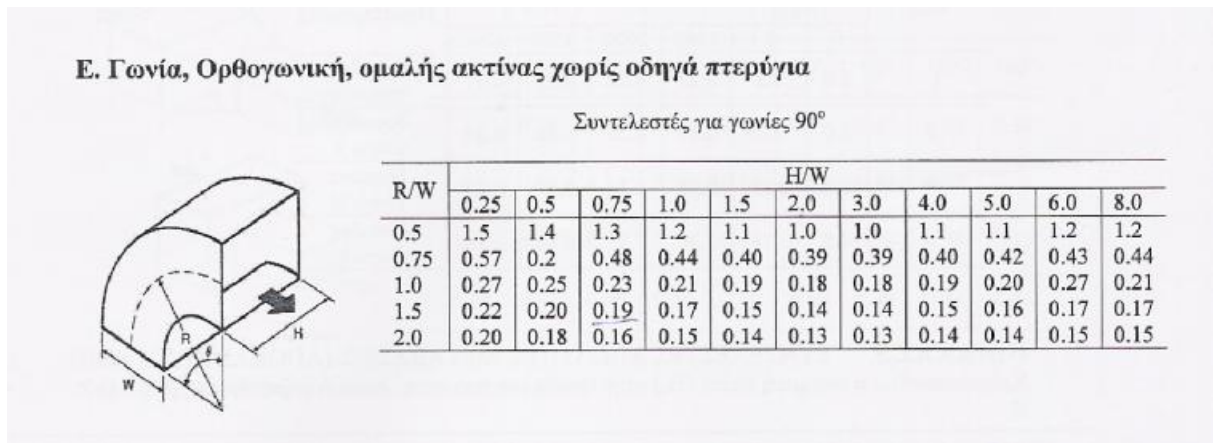 Ε. Γωνία, Ορθογωνική, ομαλής ακτίνας χωρίς οδηγά πτερύγια
Συντελεστές για γωνίες 90°
R/W H/W
0.25 0.5 0.75 1.0 1.5 2.0 3.0 4.0 5.0 6.0 8.0
0.5 1.5 1.4 1.3 1.2 1.1 1.0 1.0 1.1 1.1 1.2 1.2
0.75 0.57 0.2 0.48 0.44 0.40 0.39 0.39 0.40 0.42 0.43 0.44
1.0 0.27 0.25 0.23 0.21 0.19 0.18 0.18 0.19 0.20 0.27 0.21
1.5 0.22 0.20 0.19 0.17 0.15 0.14 0.14 0.15 0.16 0.17 0.17
2.0 0.20 0.18 0.16 0.15 0.14 0.13 0.13 0.14 0.14 0.15 0.15
R
H
W